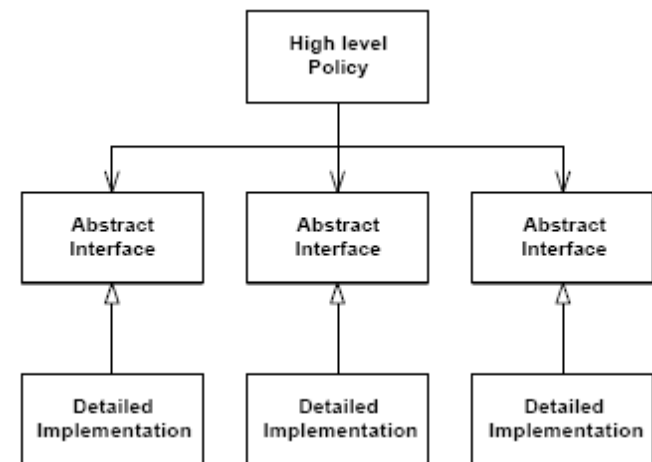 High level
Policy
Abstract
Interface
Abstract
Interface
Abstract
Interface
Detailed
Implementation
Detailed
Implementation
Detailed
Implementation